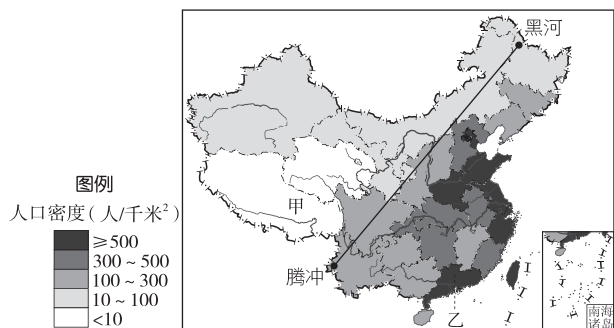 黑河
甲
腾冲
乙
南海
诸岛
图例
人口密度(人/千米²)
≥500
300~500
100~300
10~100
<10